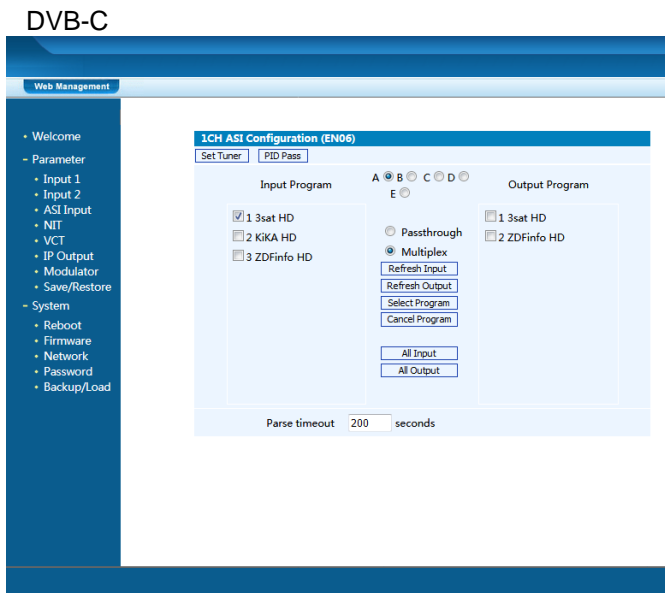 DVB-C
Web Management
Welcome
Parameter
Input 1
Input 2
ASI Input
NIT
VCT
IP Output
Modulator
Save/Restore
System
Reboot
Firmware
Network
Password
Backup/Load
1CH ASI Configuration (EN06)
Set Tuner PID Pass
Input Program
A B C D
E
Output Program
1 3sat HD
2 KiKA HD
3 ZDFinfo HD
Passthrough
Multiplex
Refresh Input
Refresh Output
Select Program
Cancel Program
All Input
All Output
1 3sat HD
2 ZDFinfo HD
Parse timeout 200 seconds